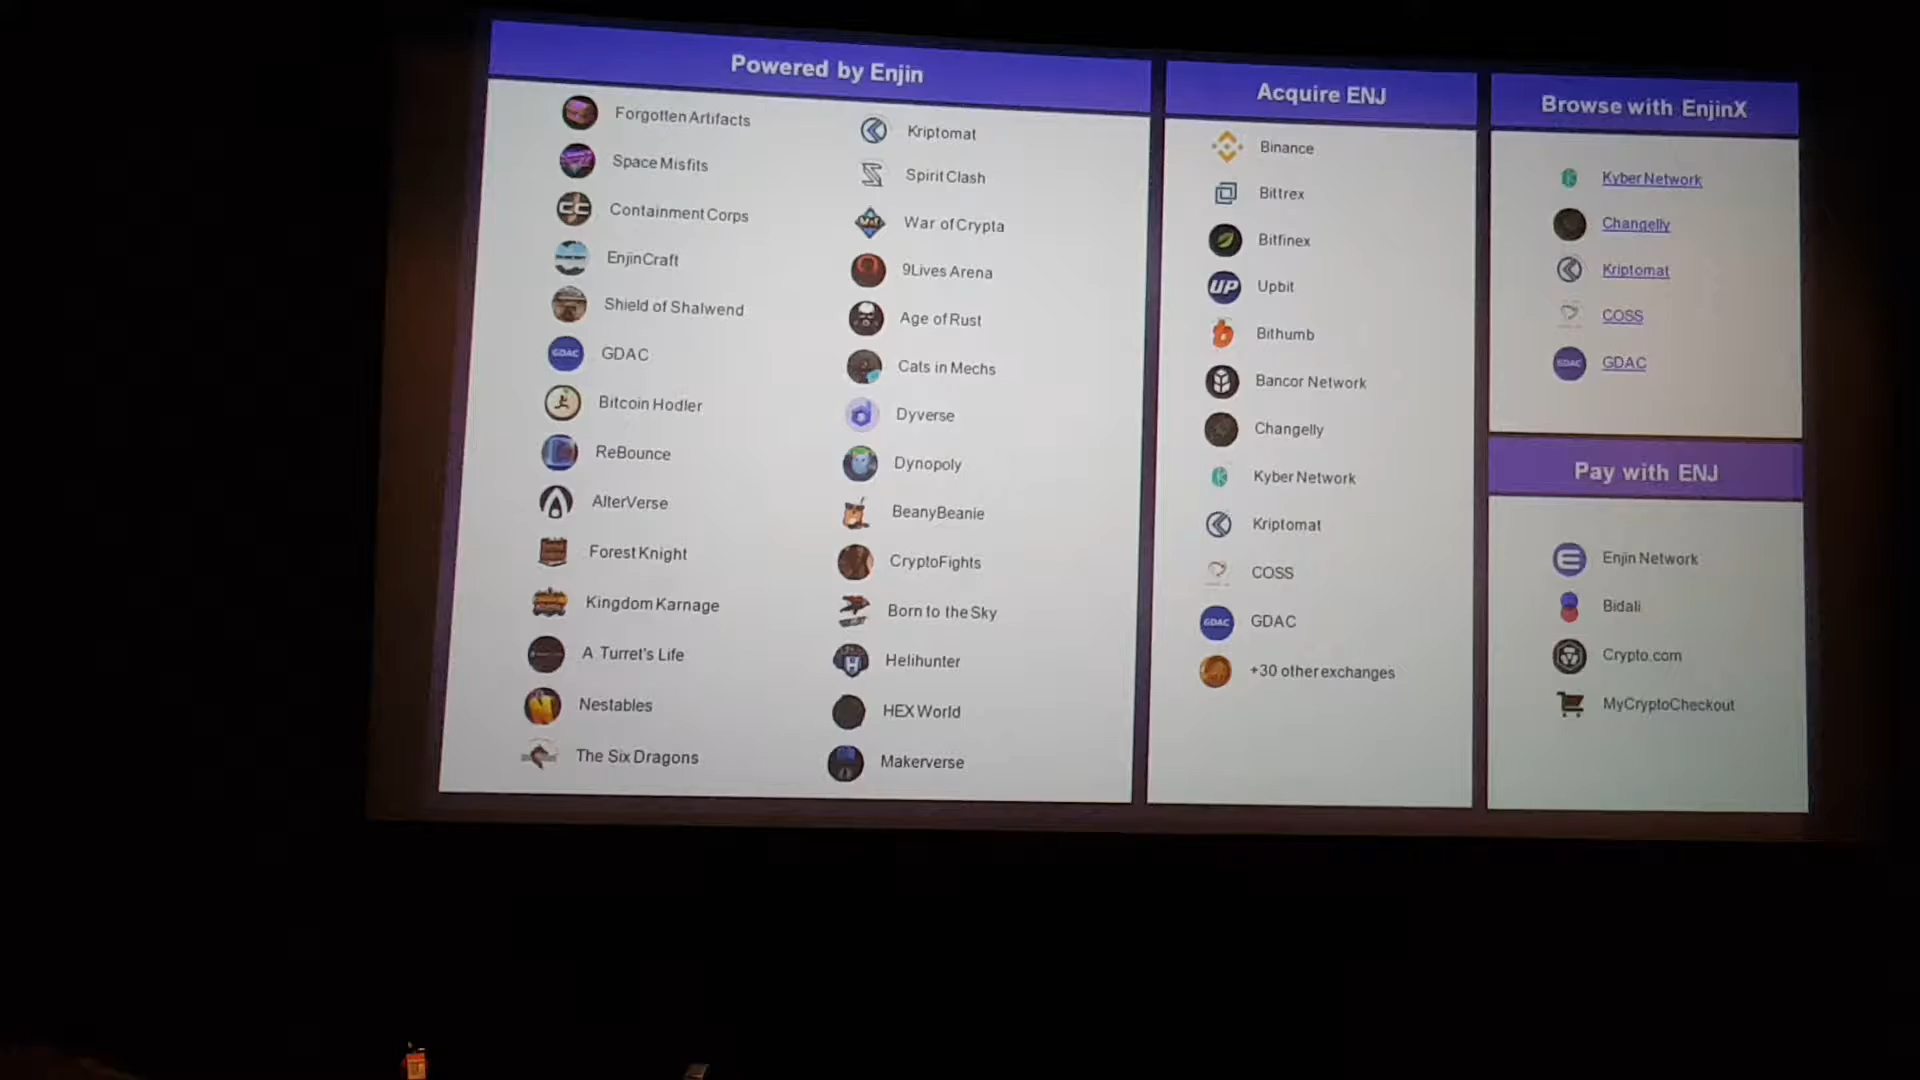 Powered by Enjin
Forgotten Artifacts
Space Misfits
Containment Corps
EnjinCraft
Shield of Shalwend
GDAC
Bitcoin Hodler
ReBounce
AlterVerse
Forest Knight
Kingdom Karnage
A Turret's Life
Nestables
The Six Dragons
Kriptomat
Spirit Clash
War of Crypta
9Lives Arena
Age of Rust
Cats in Mechs
Dyverse
Dynopoly
BeanyBeanie
CryptoFights
Born to the Sky
Helihunter
HEX World
Makerverse
Acquire ENJ
Binance
Bittrex
Bitfinex
UP
Upbit
Bithumb
Bancor Network
Changelly
Kyber Network
Kriptomat
COSS
GDAC
GDAC
+30 other exchanges
Browse with EnjinX
Kyber Network
Changelly
Kriptomat
COSS
GDAC
GDAC
Pay with ENJ
Enjin Network
Bidali
Crypto.com
MyCryptoCheckout